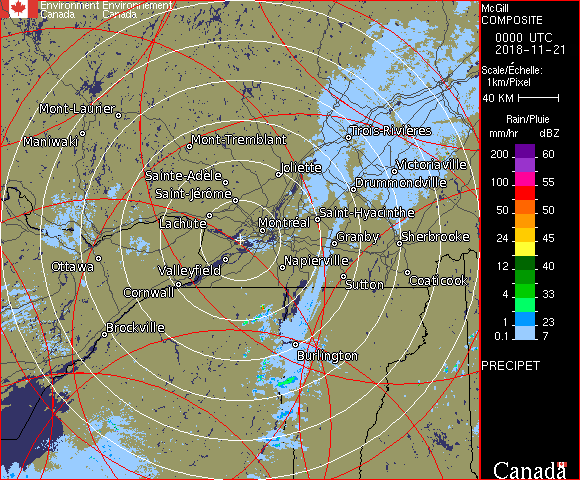 Environment Environnement
Canada Canada
McGill
COMPOSITE
0000 UTC
2018-11-21
Scale/Échelle:
1km/Pixel
40 KM
Rain/Pluie
mm/hr dBZ
200 60
100 55
50 50
24 45
12 40
4 33
1 23
0.1 7
PRECIPET
Canada
Mont-Laurier
Maniwaki
Mont-Tremblant
Trois-Rivières
Joliette
Victoriaville
Sainte-Adèle
Drummondville
Saint-Jérôme
Lachute
Saint-Hyacinthe
Montréal
Granby
Sherbrooke
Ottawa
Valleyfield
Napierville
Sutton
Coaticook
Cornwall
Brockville
Burlington